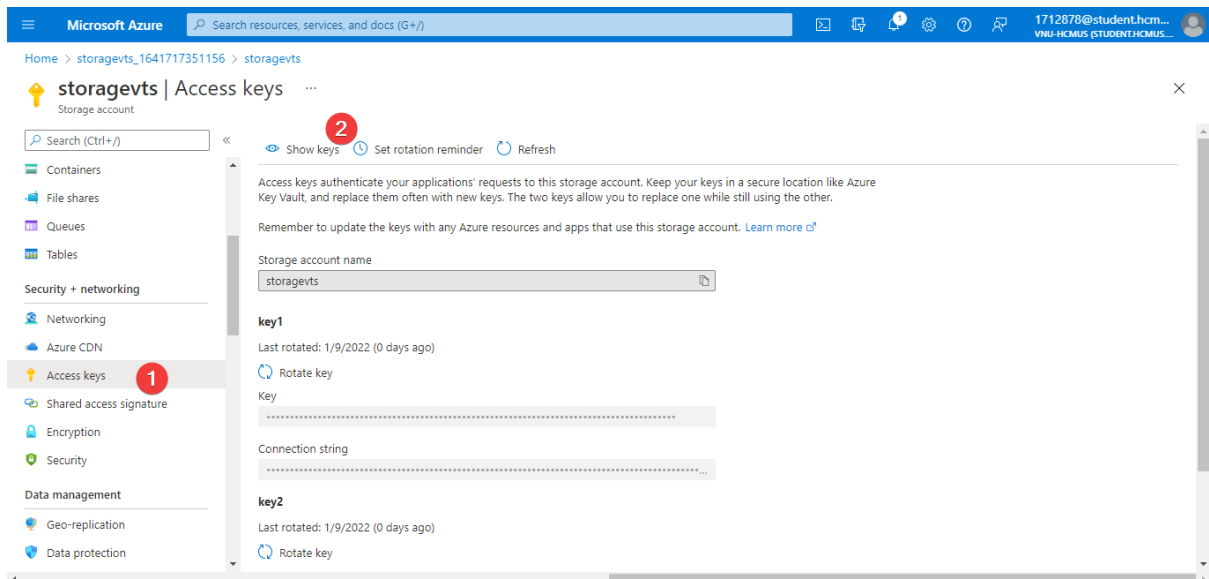 Microsoft Azure
Search resources, services, and docs (G+/)
1
1712878@student.hcm...
VNU-HCMUS (STUDENT.HCMUS....
Home > storagevts_1641717351156 > storagevts
storagevts | Access keys ...
Storage account
Search (Ctrl+/)
«
Containers
File shares
Queues
Tables
Security + networking
Networking
Azure CDN
Access keys
1
Shared access signature
Encryption
Security
Data management
Geo-replication
Data protection
2
Show keys
Set rotation reminder
Refresh
Access keys authenticate your applications' requests to this storage account. Keep your keys in a secure location like Azure
Key Vault, and replace them often with new keys. The two keys allow you to replace one while still using the other.
Remember to update the keys with any Azure resources and apps that use this storage account. Learn more
Storage account name
storagevts
key1
Last rotated: 1/9/2022 (0 days ago)
Rotate key
Key
Connection string
key2
Last rotated: 1/9/2022 (0 days ago)
Rotate key